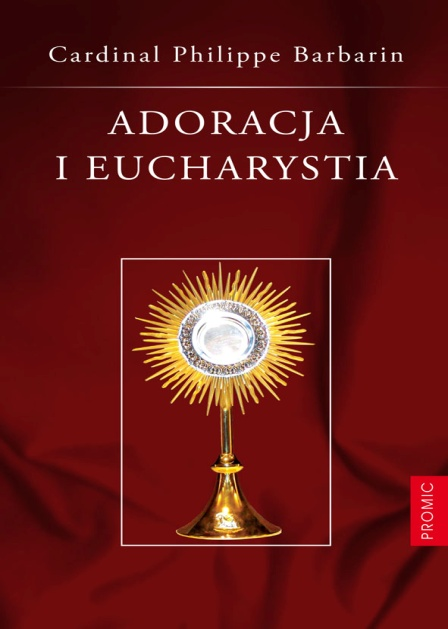 Cardinal Philippe Barbarin
ADORACJA
I EUCHARYSTIA
PROMIC